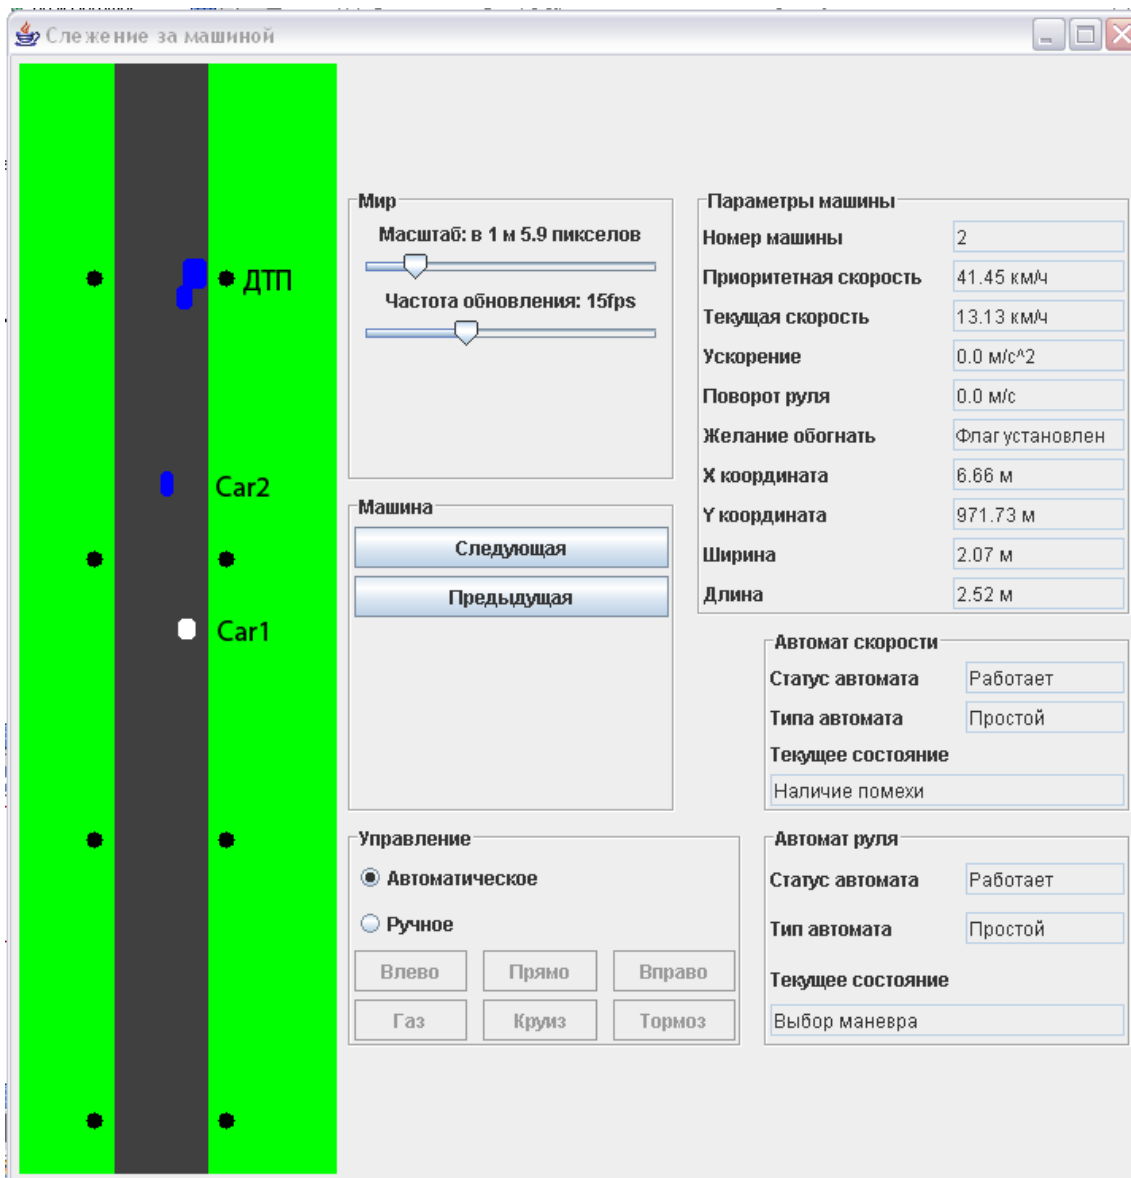 Слежение за машиной
ДТП
Car2
Car1
Мир
Масштаб: в 1 м 5.9 пикселов
Частота обновления: 15fps
Машина
Следующая
Предыдущая
Управление
Автоматическое
Ручное
Влево Прямо Вправо
Газ Круиз Тормоз
Параметры машины
Номер машины 2
Приоритетная скорость 41.45 км/ч
Текущая скорость 13.13 км/ч
Ускорение 0.0 м/с^2
Поворот руля 0.0 м/с
Желание обогнать Флаг установлен
X координата 6.66 м
Y координата 971.73 м
Ширина 2.07 м
Длина 2.52 м
Автомат скорости
Статус автомата Работает
Типа автомата Простой
Текущее состояние
Наличие помехи
Автомат руля
Статус автомата Работает
Тип автомата Простой
Текущее состояние
Выбор маневра